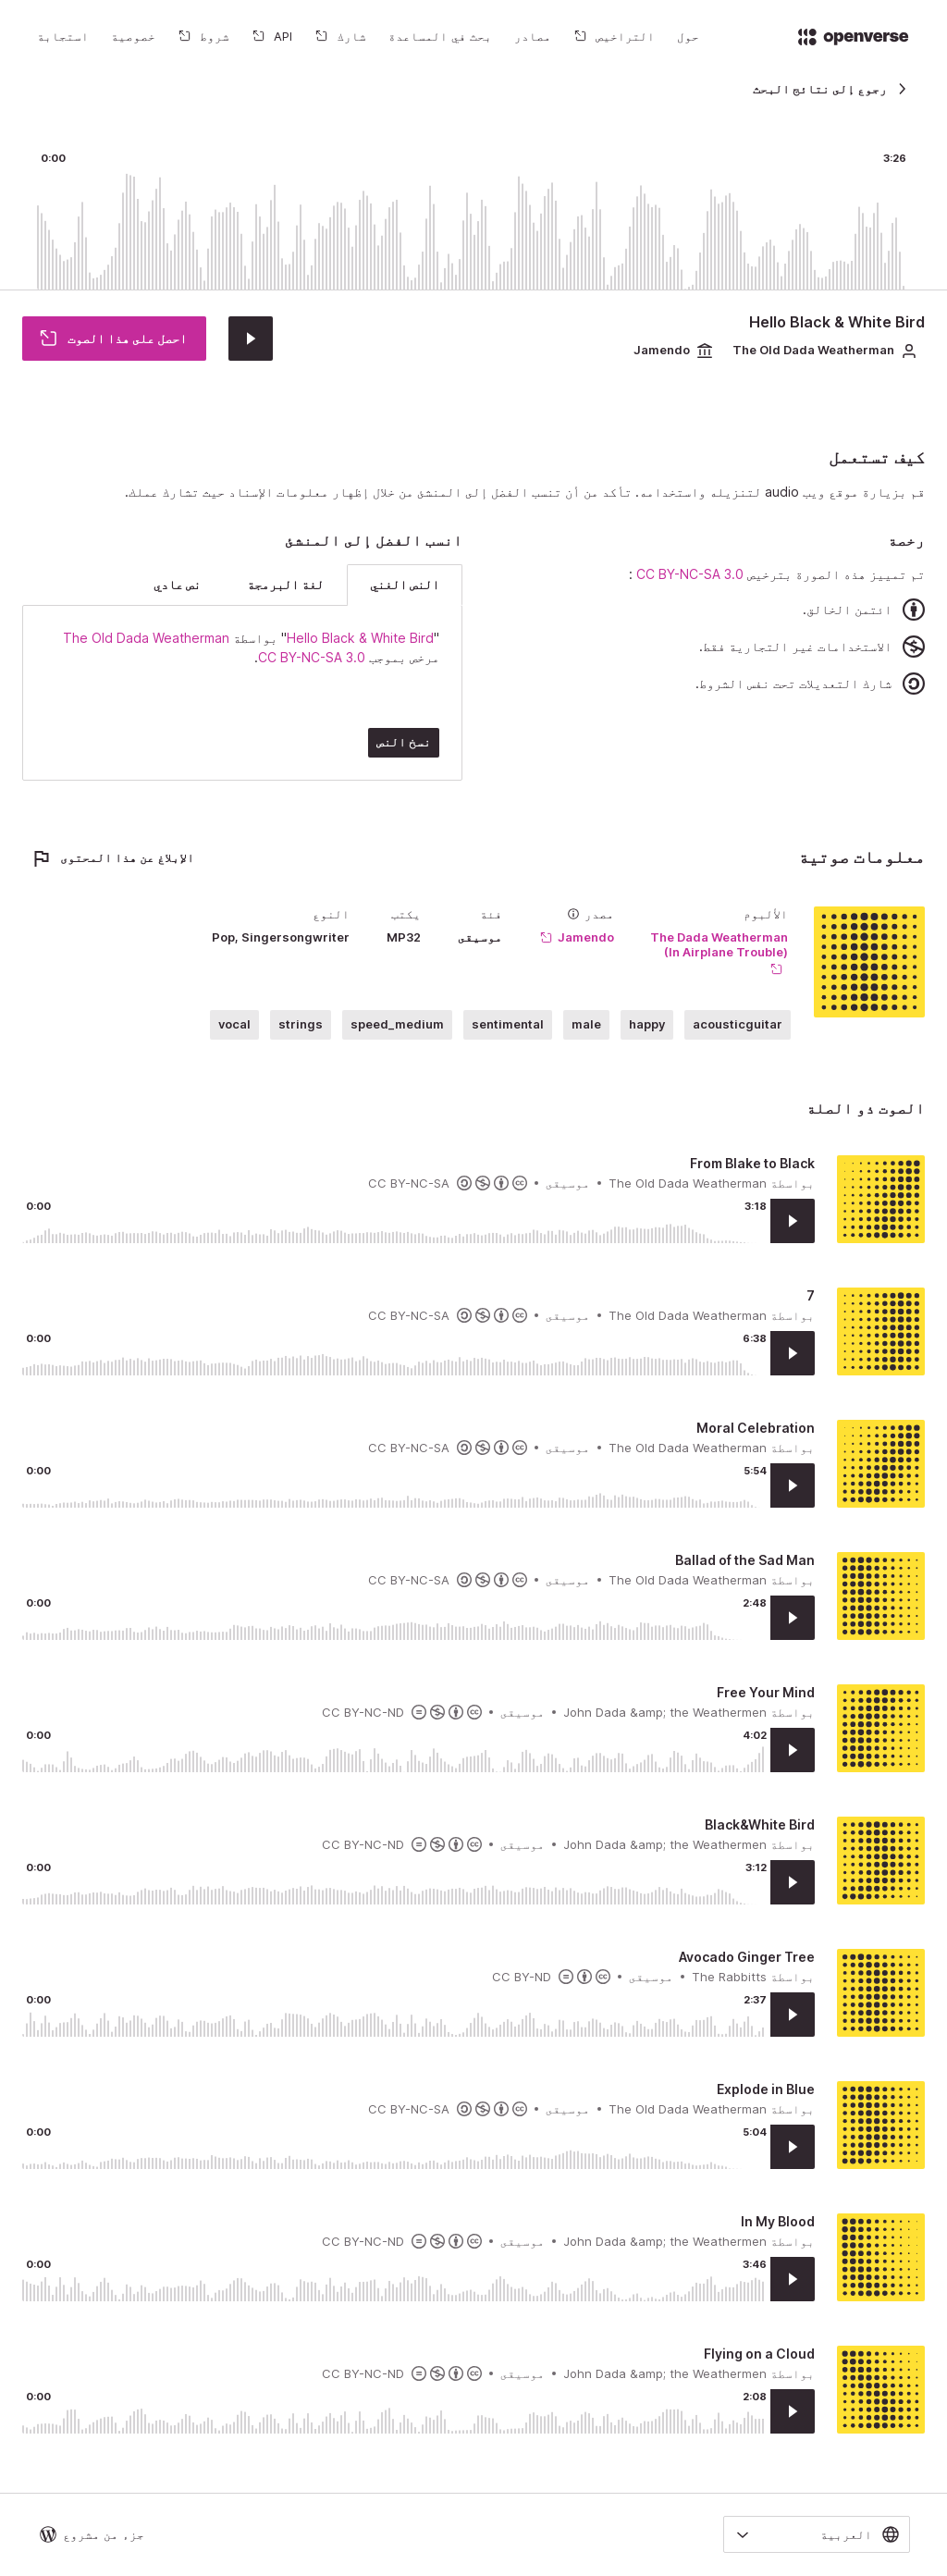 openverse
حول
التراخيص
مصادر
بحث في المساعدة
شارك
API
شروط
خصوصية
استجابة
رجوع إلى نتائج البحث
0:00 3:26
Hello Black & White Bird
The Old Dada Weatherman
Jamendo
احصل على هذا الصوت
كيف تستعمل
قم بزيارة موقع ويب audio لتنزيله واستخدامه. تأكد من أن تنسب الفضل إلى المنشئ من خلال إظهار معلومات الإسناد حيث تشارك عملك.
رخصة
تم تمييز هذه الصورة بترخيص CC BY-NC-SA 3.0 :
ائتمن الخالق.
الاستخدامات غير التجارية فقط.
شارك التعديلات تحت نفس الشروط.
انسب الفضل إلى المنشئ
النص الغني
لغة البرمجة
نص عادي
"Hello Black & White Bird" بواسطة The Old Dada Weatherman
مرخص بموجب CC BY-NC-SA 3.0.
نسخ النص
معلومات صوتية
الإبلاغ عن هذا المحتوى
الألبوم
The Dada Weatherman
(In Airplane Trouble)
مصدر
Jamendo
فئة
موسيقى
يكتب
MP32
النوع
Pop, Singersongwriter
acousticguitar
happy
male
sentimental
speed_medium
strings
vocal
الصوت ذو الصلة
From Blake to Black
بواسطة The Old Dada Weatherman • موسيقى • CC BY-NC-SA
0:00 3:18
7
بواسطة The Old Dada Weatherman • موسيقى • CC BY-NC-SA
0:00 6:38
Moral Celebration
بواسطة The Old Dada Weatherman • موسيقى • CC BY-NC-SA
0:00 5:54
Ballad of the Sad Man
بواسطة The Old Dada Weatherman • موسيقى • CC BY-NC-SA
0:00 2:48
Free Your Mind
بواسطة John Dada &amp; the Weathermen • موسيقى • CC BY-NC-ND
0:00 4:02
Black&White Bird
بواسطة John Dada &amp; the Weathermen • موسيقى • CC BY-NC-ND
0:00 3:12
Avocado Ginger Tree
بواسطة The Rabbitts • موسيقى • CC BY-ND
0:00 2:37
Explode in Blue
بواسطة The Old Dada Weatherman • موسيقى • CC BY-NC-SA
0:00 5:04
In My Blood
بواسطة John Dada &amp; the Weathermen • موسيقى • CC BY-NC-ND
0:00 3:46
Flying on a Cloud
بواسطة John Dada &amp; the Weathermen • موسيقى • CC BY-NC-ND
0:00 2:08
العربية
جزء من مشروع